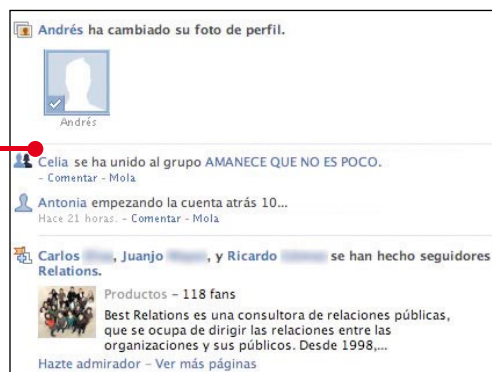 Andrés ha cambiado su foto de perfil.
Andrés
Celia se ha unido al grupo AMANECE QUE NO ES POCO.
- Comentar - Mola
Antonia empezando la cuenta atrás 10...
Hace 21 horas. - Comentar - Mola
Carlos , Juanjo , y Ricardo se han hecho seguidores
Relations.
Productos - 118 fans
Best Relations es una consultora de relaciones públicas,
que se ocupa de dirigir las relaciones entre las
organizaciones y sus públicos. Desde 1998,...
Hazte admirador - Ver más páginas